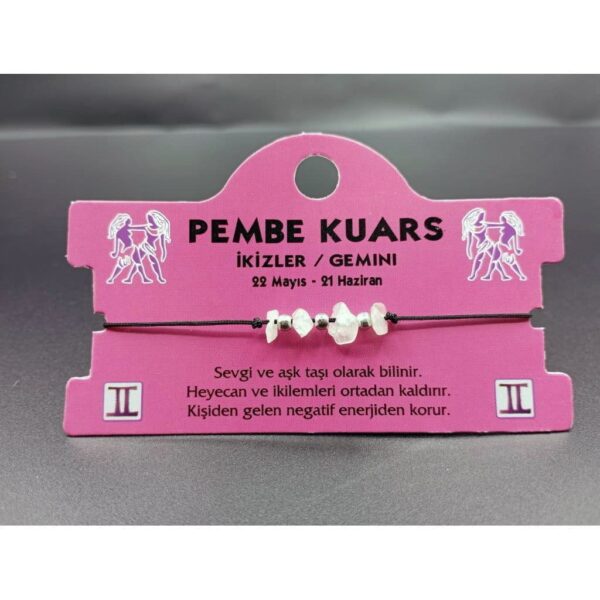 PEMBE KUARS
İKİZLER / GEMINI
22 Mayıs - 21 Haziran
Sevgi ve aşk taşı olarak bilinir.
Heyecan ve ikilemleri ortadan kaldırır.
Kişiden gelen negatif enerjiden korur.